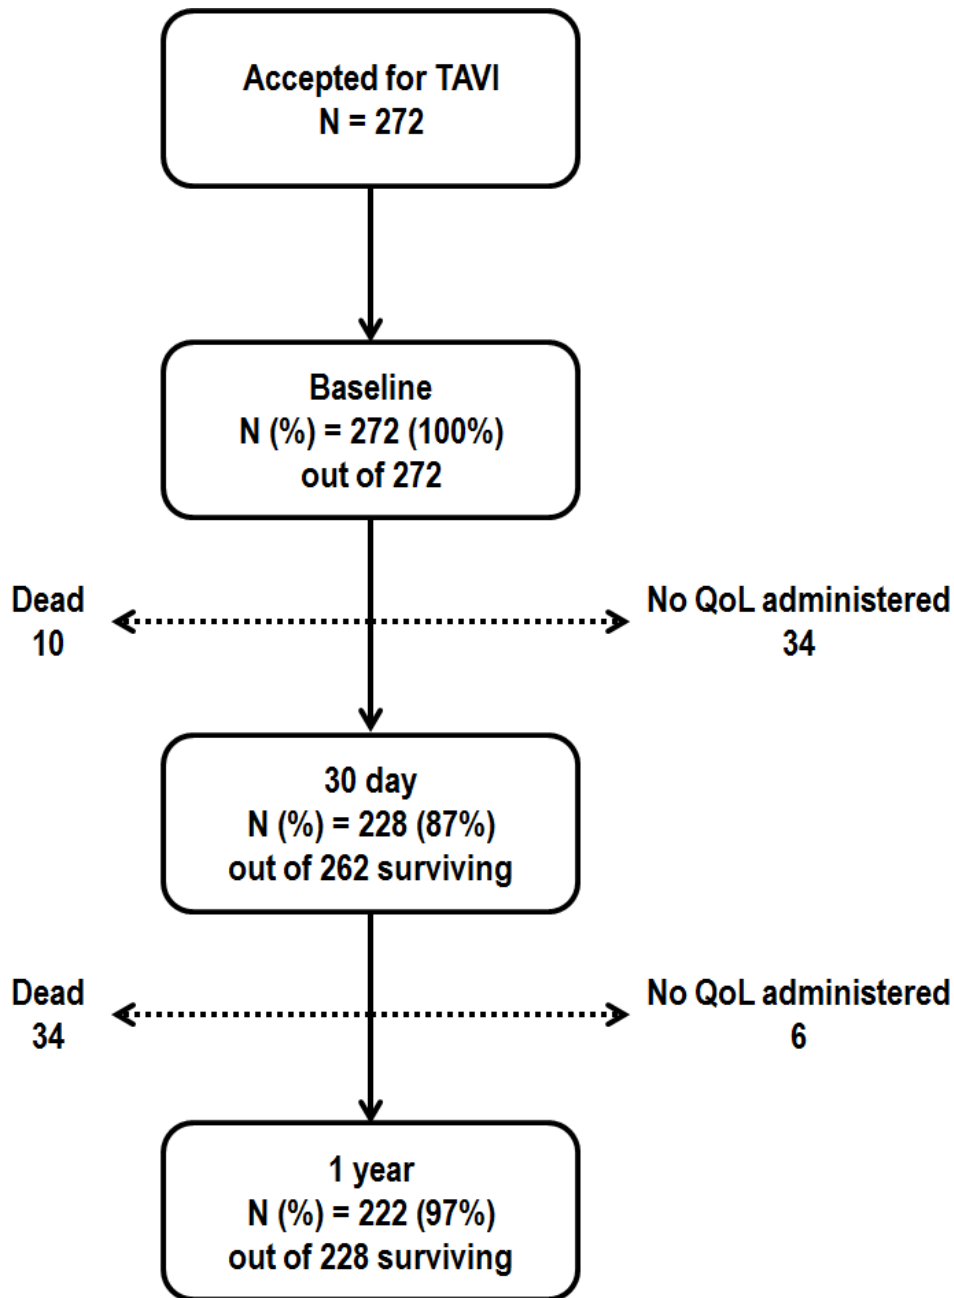 Accepted for TAVI
N = 272
Baseline
N (%) = 272 (100%)
out of 272
Dead
10
No QoL administered
34
30 day
N (%) = 228 (87%)
out of 262 surviving
Dead
34
No QoL administered
6
1 year
N (%) = 222 (97%)
out of 228 surviving